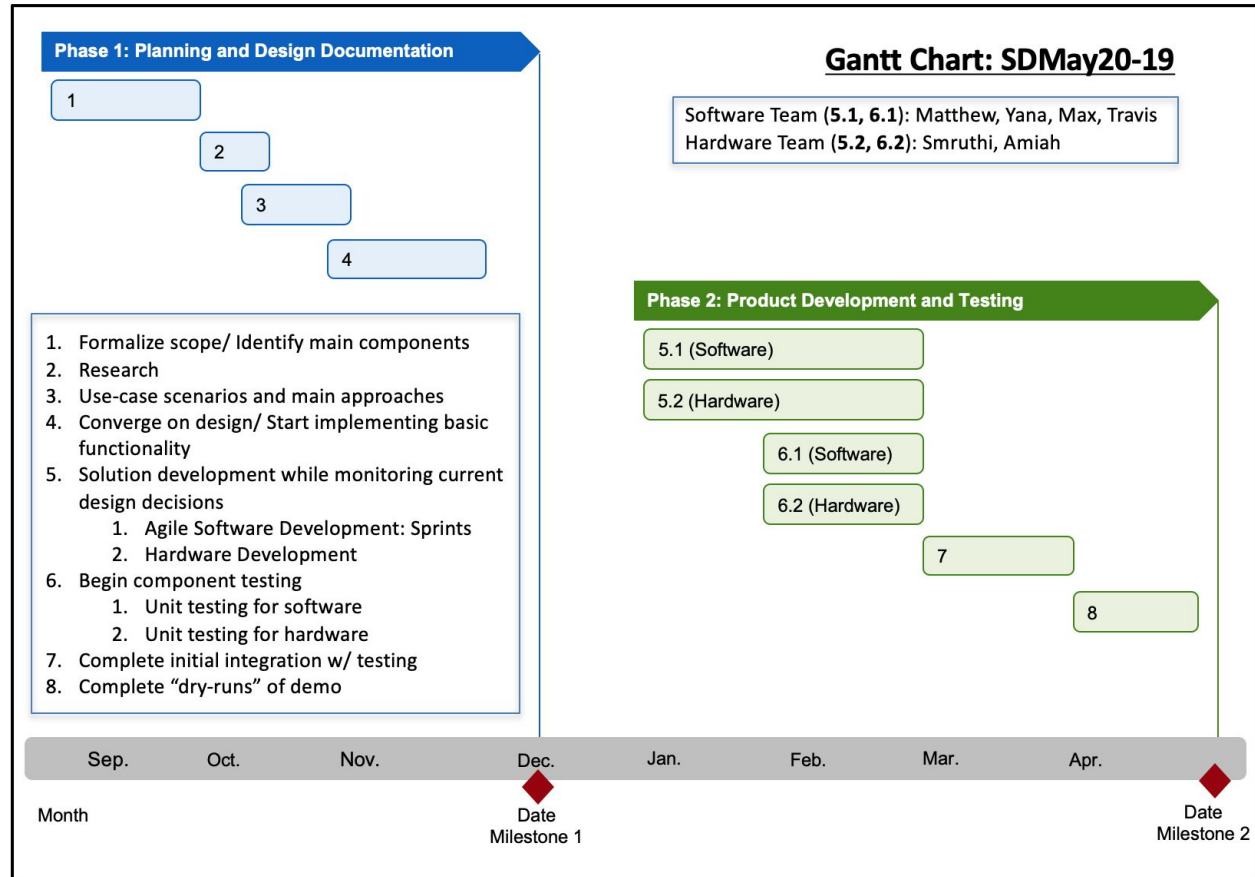 Phase 1: Planning and Design Documentation
Gantt Chart: SDMay20-19
Software Team (5.1, 6.1): Matthew, Yana, Max, Travis
Hardware Team (5.2, 6.2): Smruthi, Amiah
1
2
3
4
1. Formalize scope/ Identify main components
2. Research
3. Use-case scenarios and main approaches
4. Converge on design/ Start implementing basic
functionality
5. Solution development while monitoring current
design decisions
1. Agile Software Development: Sprints
2. Hardware Development
6. Begin component testing
1. Unit testing for software
2. Unit testing for hardware
7. Complete initial integration w/ testing
8. Complete “dry-runs” of demo
Phase 2: Product Development and Testing
5.1 (Software)
5.2 (Hardware)
6.1 (Software)
6.2 (Hardware)
7
8
Sep. Oct. Nov. Dec. Jan. Feb. Mar. Apr.
Month
Date
Milestone 1
Date
Milestone 2